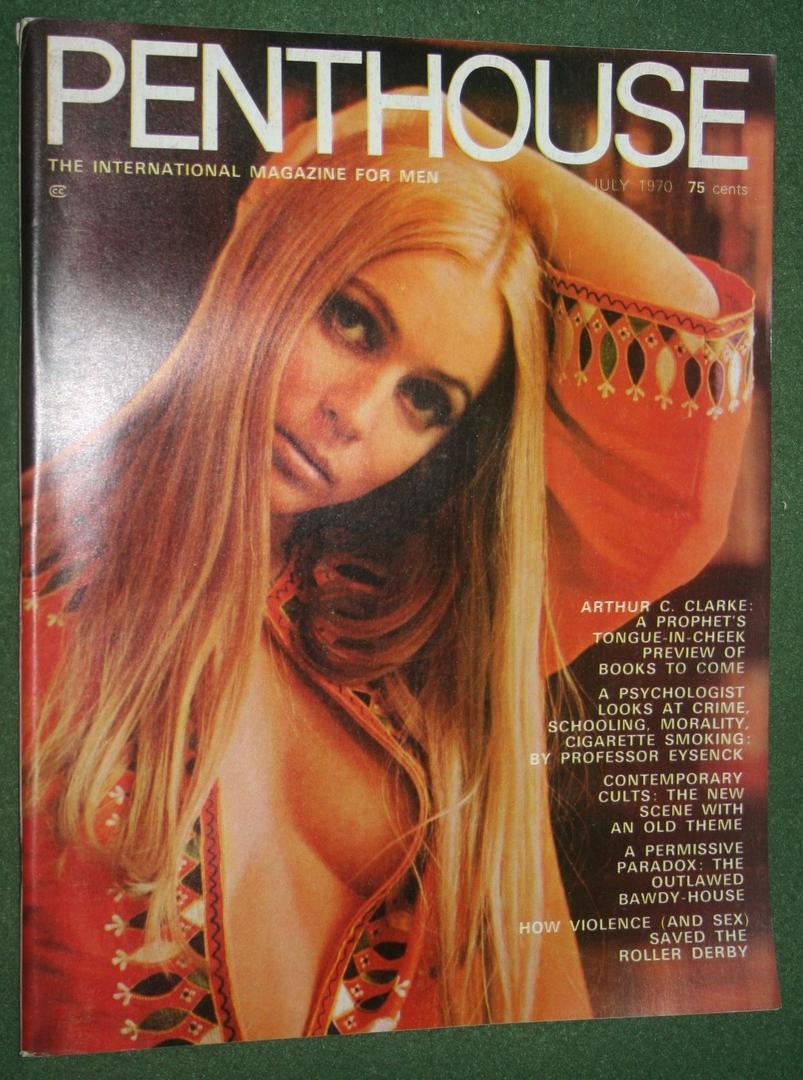 PENTHOUSE
THE INTERNATIONAL MAGAZINE FOR MEN
JULY 1970 75 cents
cc
ARTHUR C. CLARKE:
A PROPHET'S
TONGUE-IN-CHEEK
PREVIEW OF
BOOKS TO COME
A PSYCHOLOGIST
LOOKS AT CRIME,
SCHOOLING, MORALITY,
CIGARETTE SMOKING:
BY PROFESSOR EYSENCK
CONTEMPORARY
CULTS: THE NEW
SCENE WITH
AN OLD THEME
A PERMISSIVE
PARADOX: THE
OUTLAWED
BAWDY-HOUSE
HOW VIOLENCE (AND SEX)
SAVED THE
ROLLER DERBY